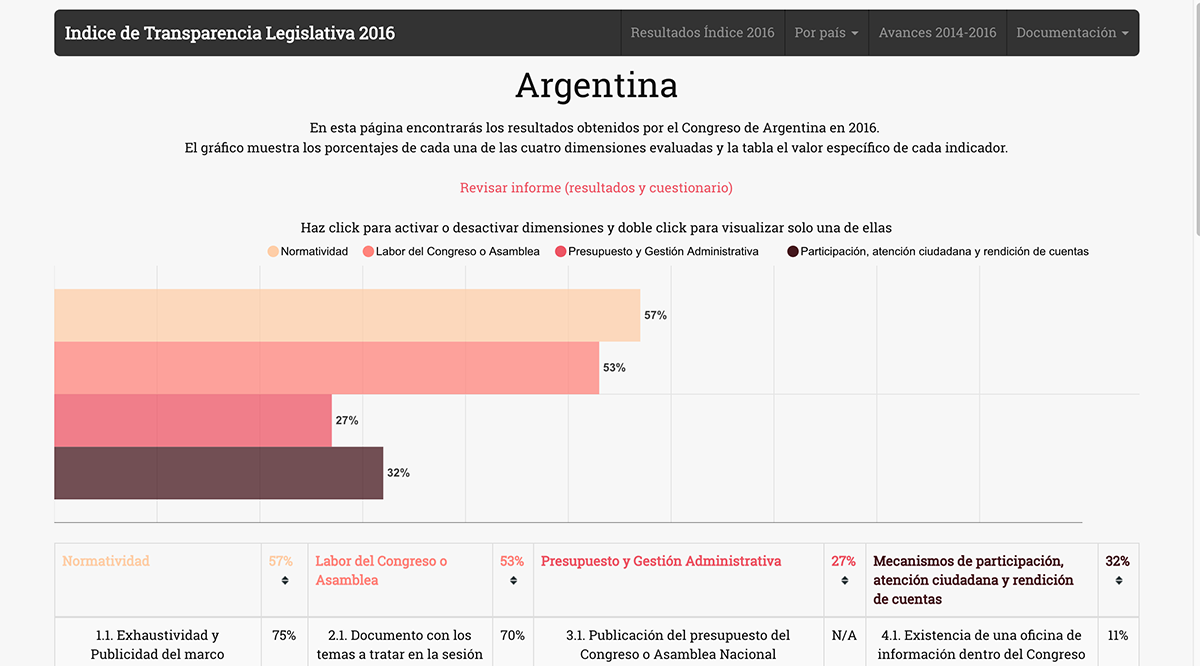 Indice de Transparencia Legislativa 2016
Resultados Índice 2016
Por país
Avances 2014-2016
Documentación
Argentina
En esta página encontrarás los resultados obtenidos por el Congreso de Argentina en 2016.
El gráfico muestra los porcentajes de cada una de las cuatro dimensiones evaluadas y la tabla el valor específico de cada indicador.
Revisar informe (resultados y cuestionario)
Haz click para activar o desactivar dimensiones y doble click para visualizar solo una de ellas
Normatividad
Labor del Congreso o Asamblea
Presupuesto y Gestión Administrativa
Participación, atención ciudadana y rendición de cuentas
57%
53%
27%
32%
Normatividad
57%
Labor del Congreso o
Asamblea
53%
Presupuesto y Gestión Administrativa
27%
Mecanismos de participación,
atención ciudadana y rendición
de cuentas
32%
1.1. Exhaustividad y
Publicidad del marco
75%
2.1. Documento con los
temas a tratar en la sesión
70%
3.1. Publicación del presupuesto del
Congreso o Asamblea Nacional
N/A
4.1. Existencia de una oficina de
información dentro del Congreso
11%